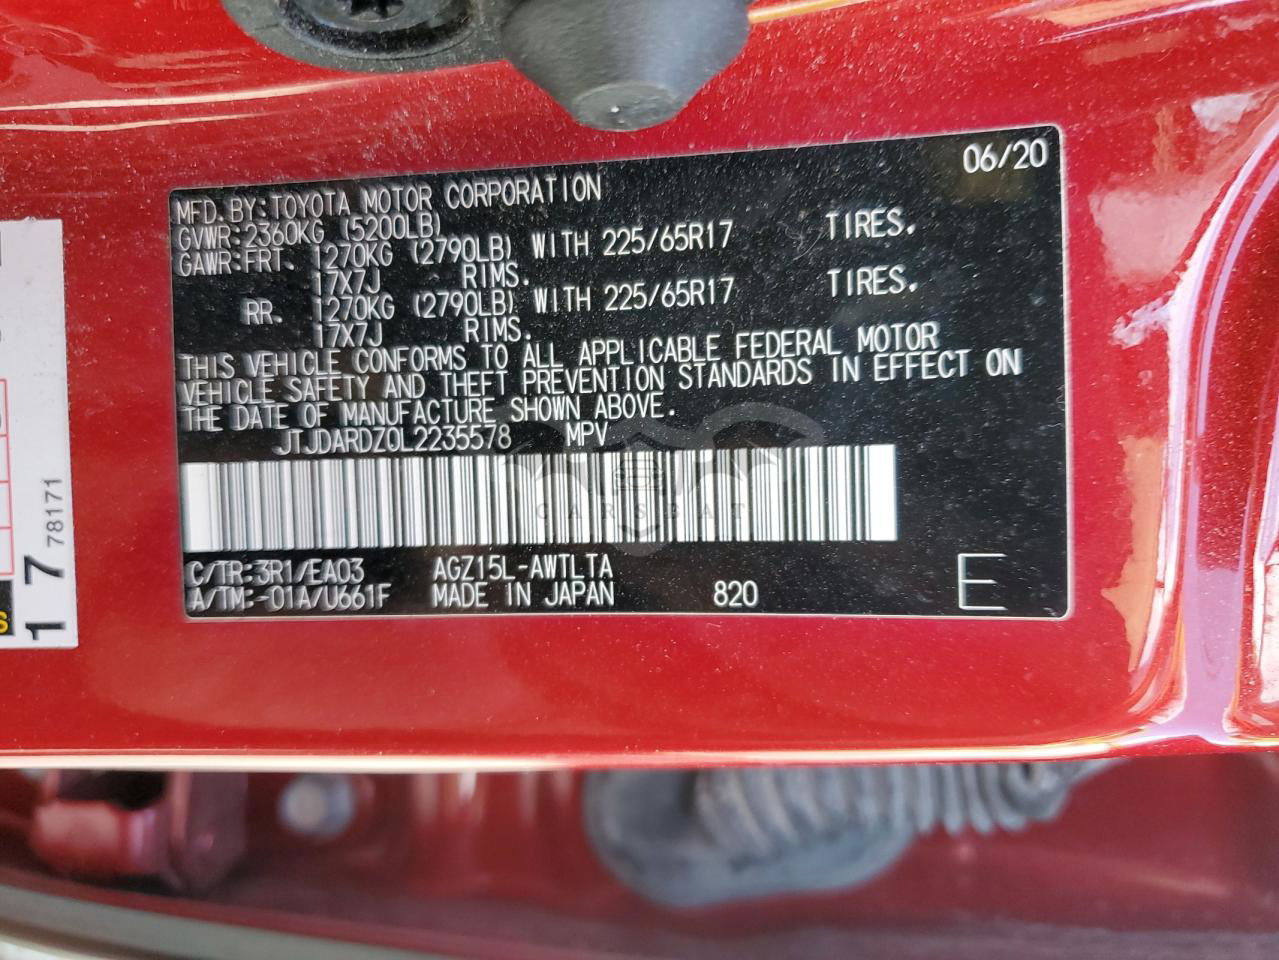 06/20
MFD.BY:TOYOTA MOTOR CORPORATION
GVWR:2360KG (5200LB)
GAWR:FRT. 1270KG (2790LB) WITH 225/65R17 TIRES.
17X7J RIMS.
RR. 1270KG (2790LB) WITH 225/65R17 TIRES.
17X7J RIMS.
THIS VEHICLE CONFORMS TO ALL APPLICABLE FEDERAL MOTOR
VEHICLE SAFETY AND THEFT PREVENTION STANDARDS IN EFFECT ON
THE DATE OF MANUFACTURE SHOWN ABOVE.
JTJDARDZ0L2235578 MPV
CARSBAT
C/TR:3R1/EA03 AGZ15L-AWTLTA
A/TM:-01A/U661F MADE IN JAPAN 820 E
17 78171